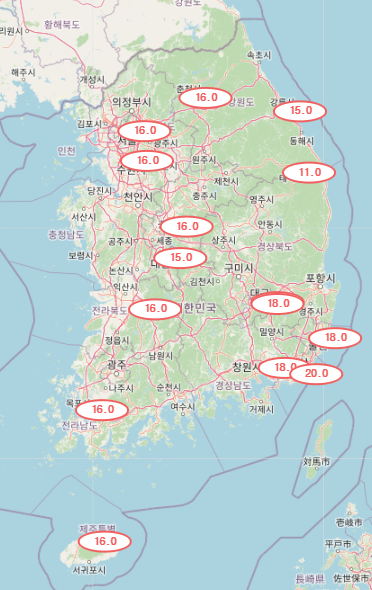 강원도
황해북도
리원시
속초시
해주시
개성시
춘천시
16.0
강원도
의정부시
15.0
김포시
16.0
동해시
서울
광주시
인천
16.0
수원시
원주시
11.0
제천시
당진시
천안시
충주시
영주시
서산시
16.0
안동시
충청남도
공주시
세종
상주시
경상북도
보령시
15.0
논산시
구미시
김천시
포항시
익산시
18.0
전라북도
16.0
대한민국
경주시
정읍시
밀양시
18.0
남원시
광주
창원시
18.0
20.0
나주시
순천시
경상남도
목포시
16.0
여수시
거제시
전라남도
対馬市
제주특별
16.0
壱岐市
서귀포시
平戸市
長崎県
佐世保市